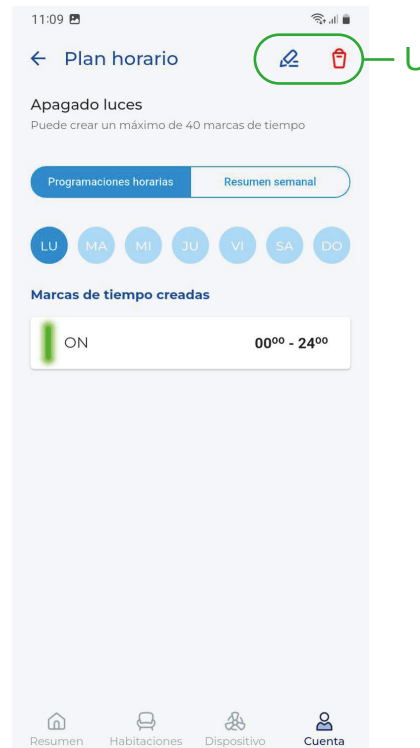 11:09
Plan horario
U
Apagado luces
Puede crear un máximo de 40 marcas de tiempo
Programaciones horarias Resumen semanal
LU MA MI JU VI SA DO
Marcas de tiempo creadas
ON 00⁰⁰ - 24⁰⁰
Resumen Habitaciones Dispositivo Cuenta